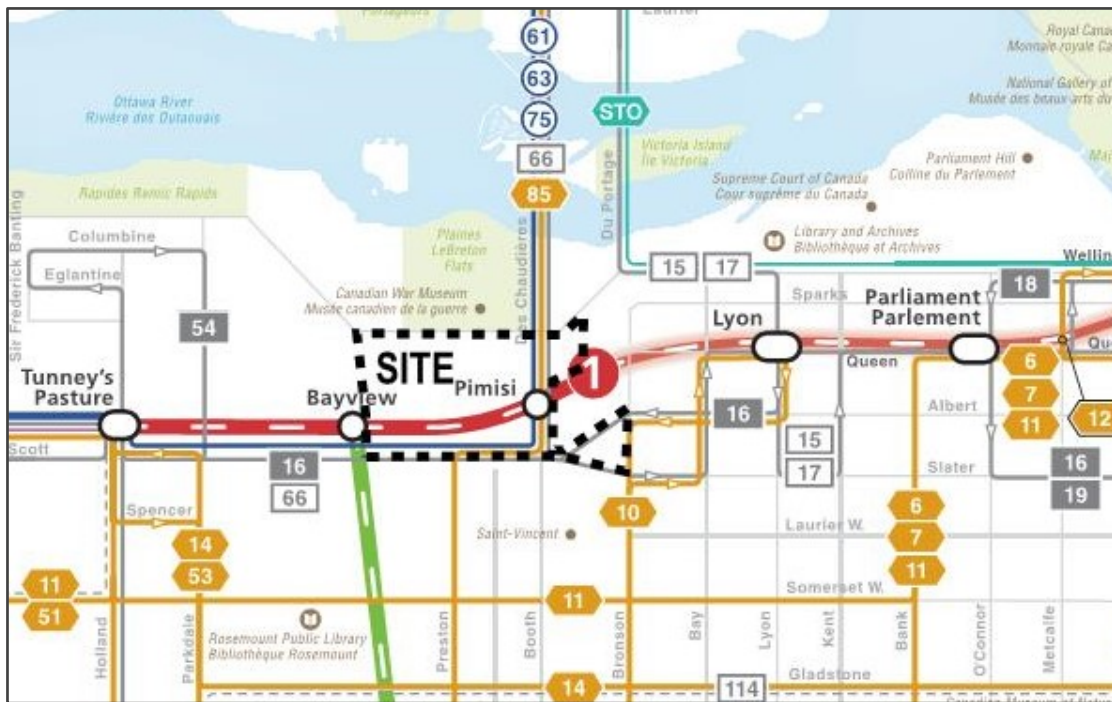 61
63
75
66
85
STO
Laurier
Ottawa River
Rivière des Outaouais
Rapides Remic Rapids
Victoria Island
Île Victoria
Parliament Hill
Colline du Parlement
Supreme Court of Canada
Cour suprême du Canada
Library and Archives
Bibliothèque et Archives
Royal Cana
Monnaie royale Ca
National Gallery of
Musée des beaux-arts du
Sir Frederick Banting
Columbine
Eglantine
54
Plaines
LeBreton
Flats
Canadian War Museum
Musée canadien de la guerre
Chaudières
Du Portage
15
17
Sparks
18
Wellin
Tunney's
Pasture
Bayview
SITE
Pimisi
1
Lyon
Queen
Parliament
Parlement
Qu
6
7
11
12
Scott
16
66
Spencer
14
53
16
15
17
Albert
Slater
16
19
10
Saint-Vincent
Laurier W.
6
7
11
11
51
11
Somerset W.
Rosemount Public Library
Bibliothèque Rosemount
Holland
Parkdale
Preston
Booth
Bronson
Bay
Lyon
Kent
Bank
O'Connor
Metcalfe
Gladstone
14
114